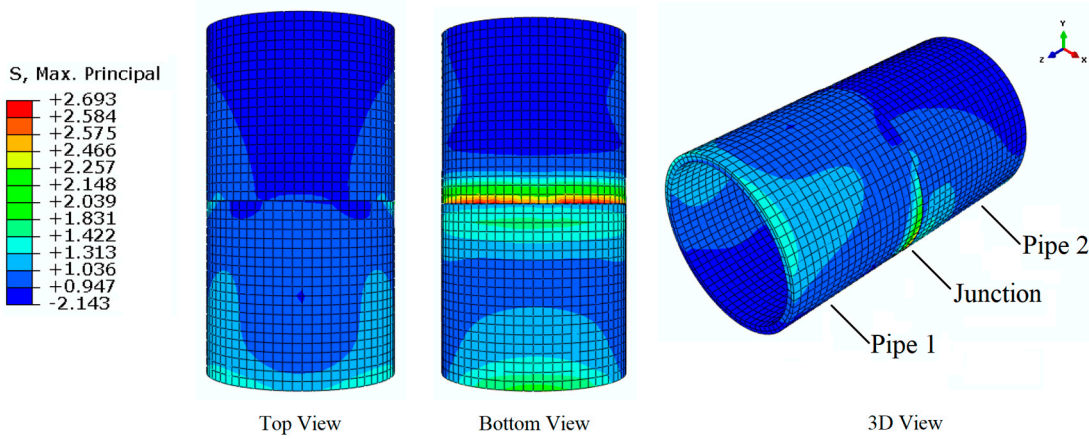 S, Max. Principal
+2.693
+2.584
+2.575
+2.466
+2.257
+2.148
+2.039
+1.831
+1.422
+1.313
+1.036
+0.947
-2.143
Y
Z
X
Pipe 2
Junction
Pipe 1
Top View
Bottom View
3D View